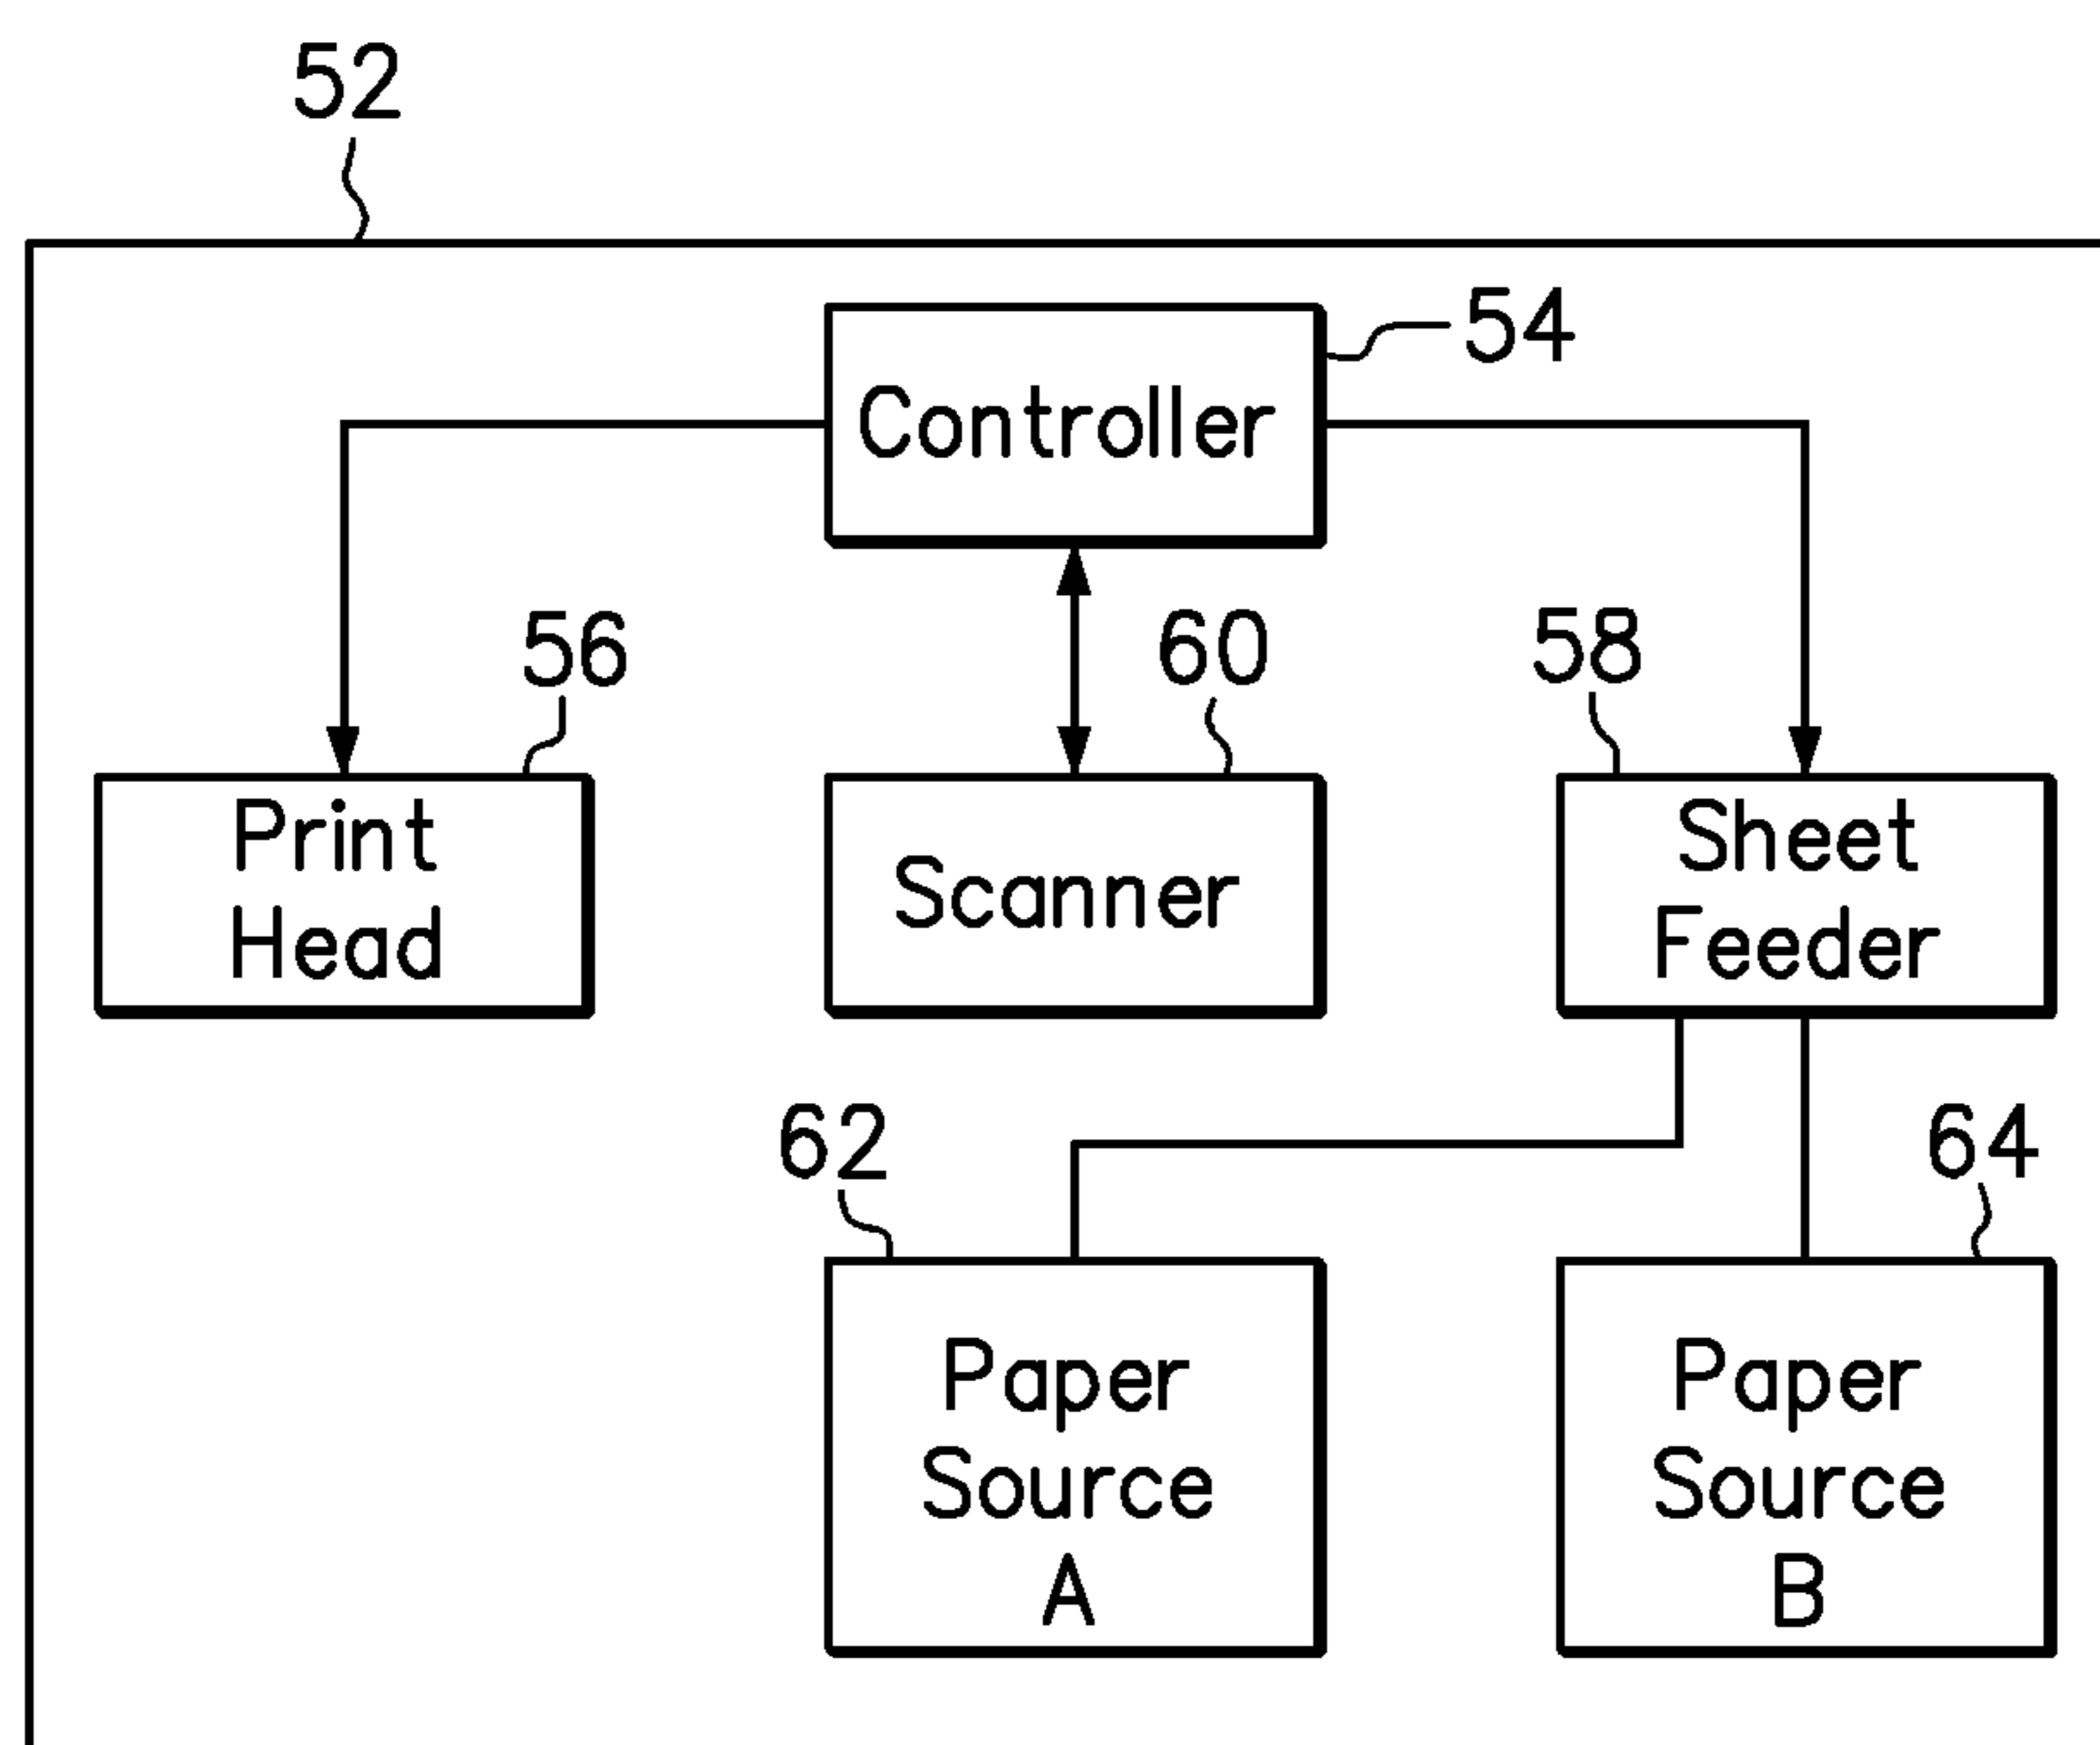 52
54
Controller
56
60
58
Print
Head
Scanner
Sheet
Feeder
62
64
Paper
Source
A
Paper
Source
B